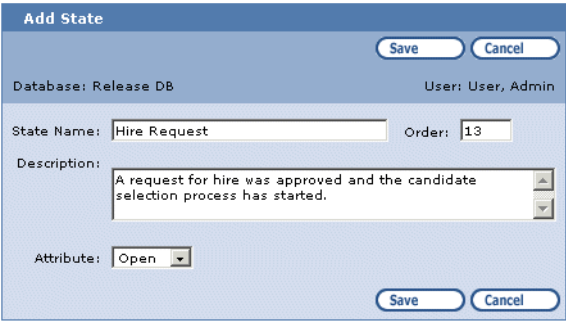 Add State
Save Cancel
Database: Release DB User: User, Admin
State Name: Hire Request Order: 13
Description:
A request for hire was approved and the candidate
selection process has started.
Attribute: Open
Save Cancel